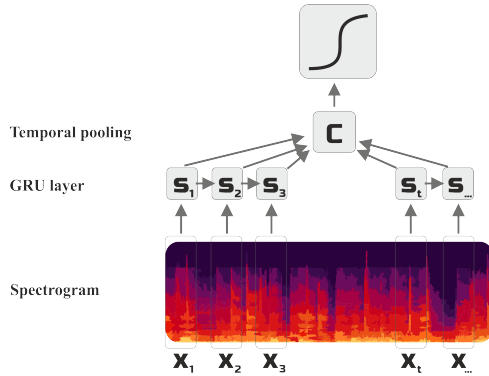 C
Temporal pooling
GRU layer
S1 S2 S3 St S...
Spectrogram
X1 X2 X3 Xt X...